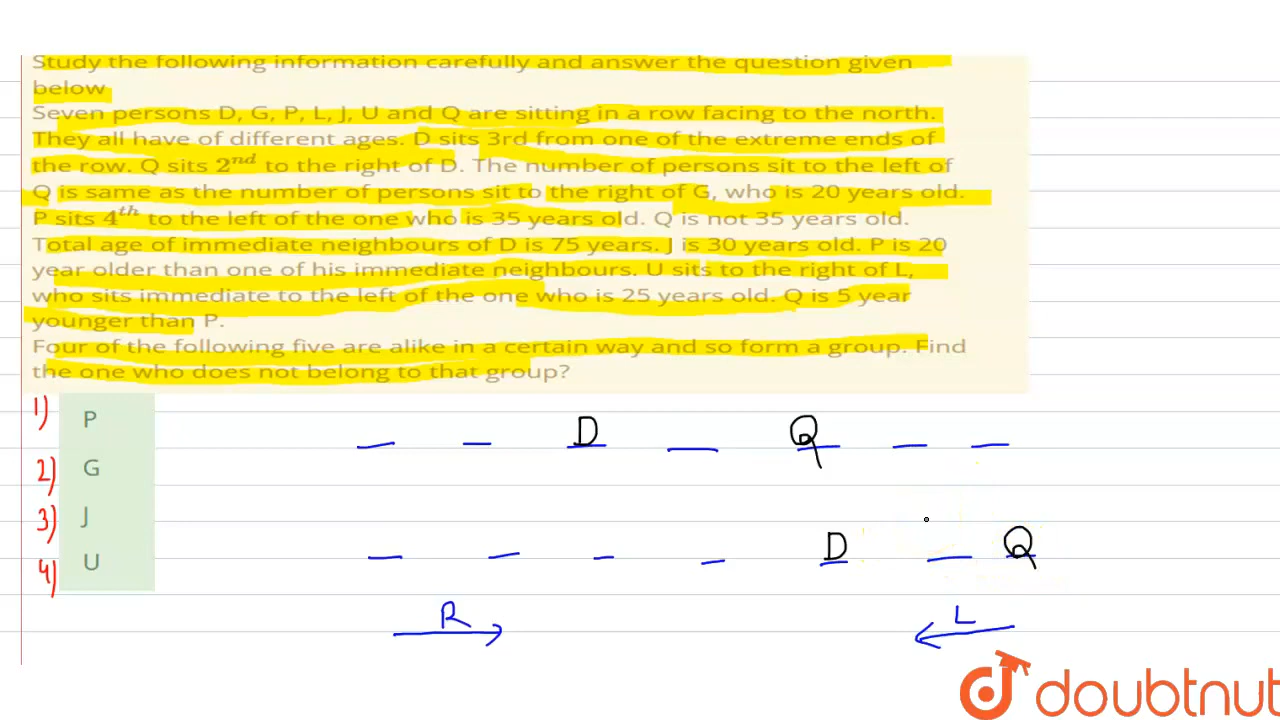 Study the following information carefully and answer the question given
below
Seven persons D, G, P, L, J, U and Q are sitting in a row facing to the north.
They all have of different ages. D sits 3rd from one of the extreme ends of
the row. Q sits 2ⁿᵈ to the right of D. The number of persons sit to the left of
Q is same as the number of persons sit to the right of G, who is 20 years old.
P sits 4ᵗʰ to the left of the one who is 35 years old. Q is not 35 years old.
Total age of immediate neighbours of D is 75 years. J is 30 years old. P is 20
year older than one of his immediate neighbours. U sits to the right of L,
who sits immediate to the left of the one who is 25 years old. Q is 5 year
younger than P.
Four of the following five are alike in a certain way and so form a group. Find
the one who does not belong to that group?
1) P
D Q
2) G
3) J
D Q
4) U
R L
doubtnut